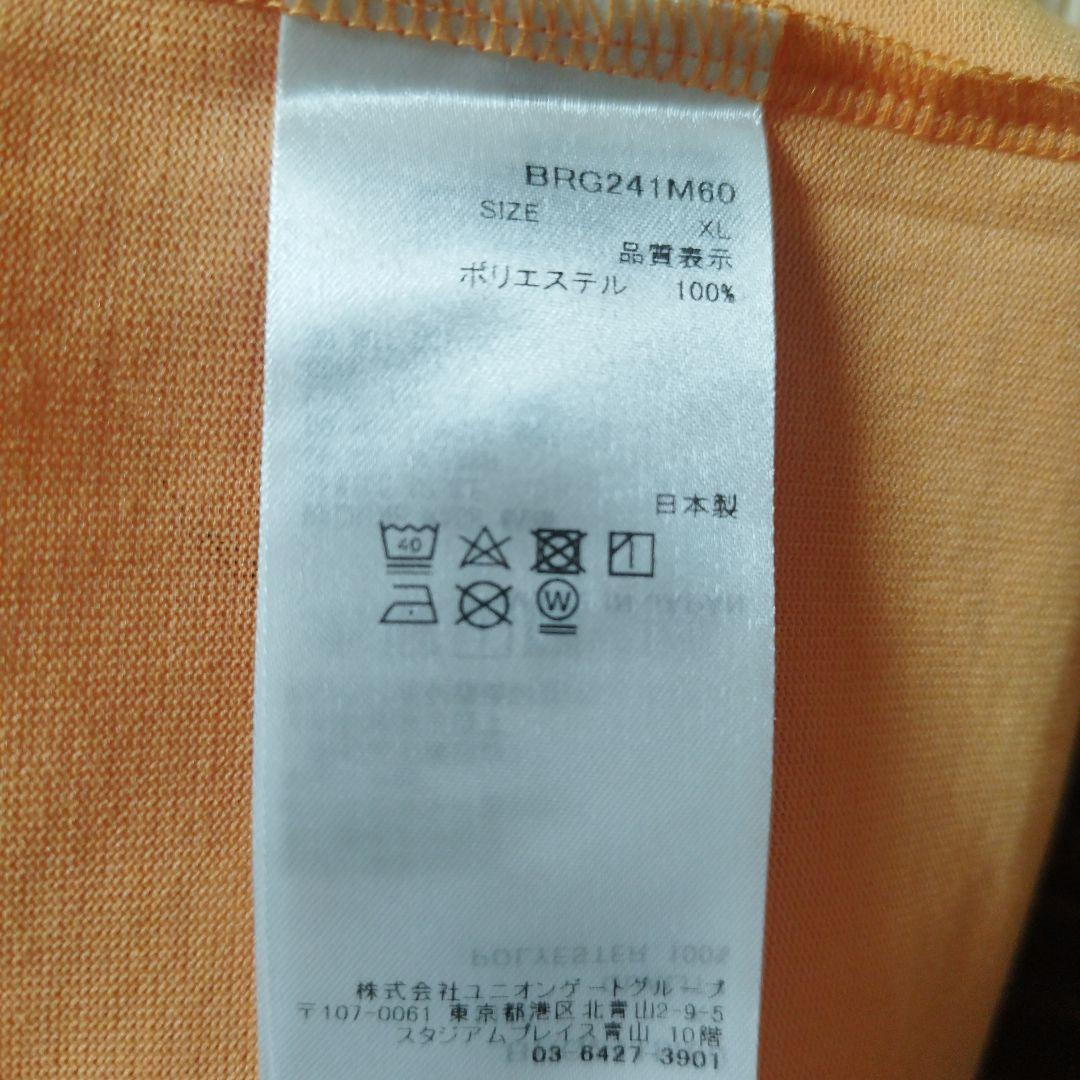 BRG241M60
SIZE XL
品質表示
ポリエステル 100%
日本製
40
W
POLYESTER 100%
株式会社ユニオンゲートグループ
〒107-0061 東京都港区北青山2-9-5
スタジアムプレイス青山 10階
03-6427-3901